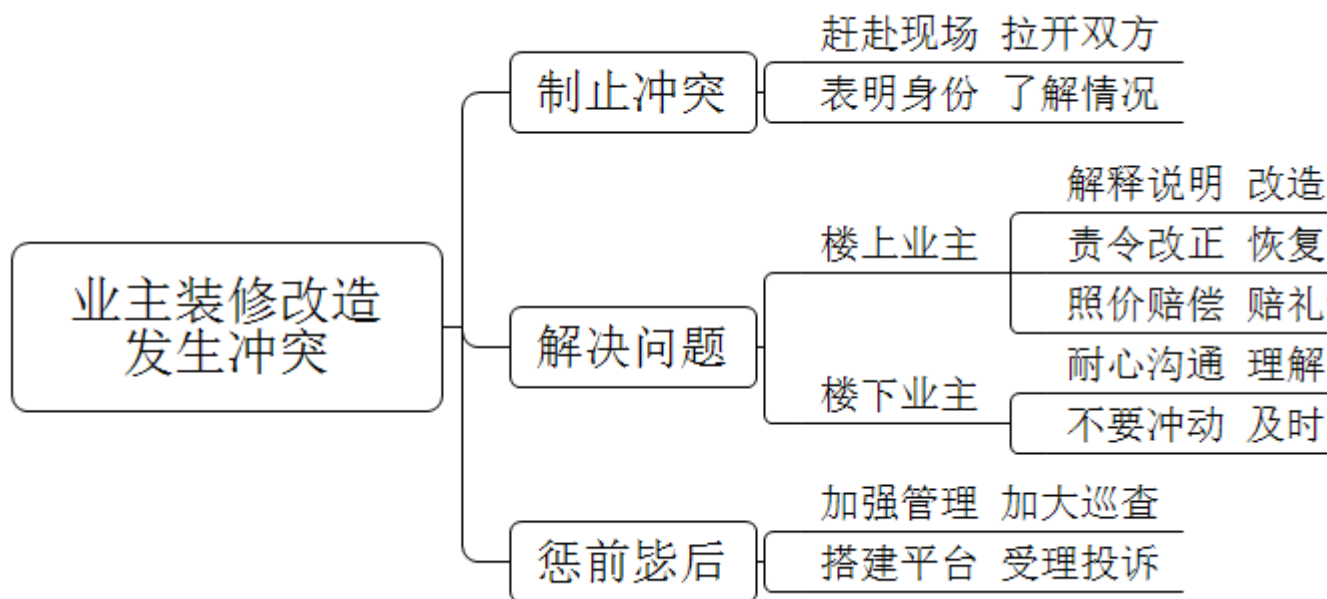 业主装修改造
发生冲突
制止冲突
赶赴现场 拉开双方
表明身份 了解情况
解决问题
楼上业主
解释说明 改造
责令改正 恢复
照价赔偿 赔礼
楼下业主
耐心沟通 理解
不要冲动 及时
惩前毖后
加强管理 加大巡查
搭建平台 受理投诉